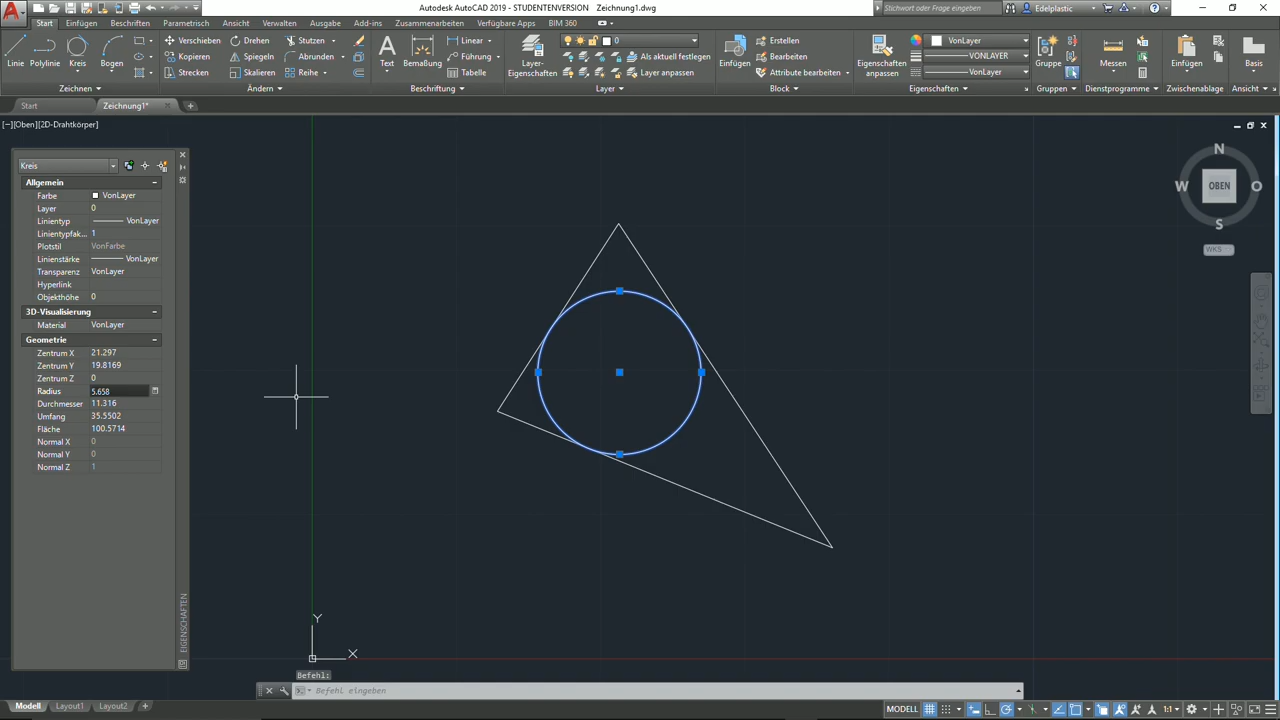 Autodesk AutoCAD 2019 - STUDENTENVERSION Zeichnung1.dwg
Stichwort oder Frage eingeben
Edelplastic
Start Einfügen Beschriften Parametrisch Ansicht Verwalten Ausgabe Add-ins Zusammenarbeiten Verfügbare Apps BIM 360
Linie Polylinie Kreis Bogen
Verschieben Drehen Stutzen
Kopieren Spiegeln Abrunden
Strecken Skalieren Reihe
Text Bemaßung
Linear
Führung
Tabelle
Layer-
Eigenschaften
0
Als aktuell festlegen
Layer anpassen
Einfügen
Erstellen
Bearbeiten
Attribute bearbeiten
Eigenschaften
anpassen
VonLayer
VONLAYER
VonLayer
Gruppe
Messen
Einfügen
Basis
Zeichnen Ändern Beschriftung Layer Block Eigenschaften Gruppen Dienstprogramme Zwischenablage Ansicht
Start Zeichnung1*
[−][Oben][2D-Drahtkörper]
Kreis
Allgemein
Farbe VonLayer
Layer 0
Linientyp VonLayer
Linientypfak... 1
Plotstil VonFarbe
Linienstärke VonLayer
Transparenz VonLayer
Hyperlink
Objekthöhe 0
3D-Visualisierung
Material VonLayer
Geometrie
Zentrum X 21.297
Zentrum Y 19.8169
Zentrum Z 0
Radius 5.658
Durchmesser 11.316
Umfang 35.5502
Fläche 100.5714
Normal X 0
Normal Y 0
Normal Z 1
EIGENSCHAFTEN
N
W OBEN O
S
WKS
Y
X
Befehl:
Befehl eingeben
Modell Layout1 Layout2
MODELL
1:1